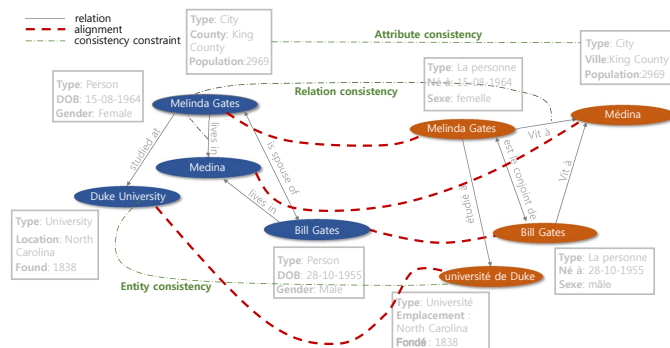 relation
alignment
consistency constraint
Type: City
County: King
County
Population:2969
Attribute consistency
Type: City
Ville:King County
Population:2969
Type: Person
DOB: 15-08-1964
Gender: Female
Relation consistency
Type: La personne
Né à: 15-08-1964
Sexe: femelle
Melinda Gates
Médina
Melinda Gates
Vit à
studied at
lives in
is spouse of
Medina
est le conjoint de
Vit à
Duke University
lives in
étudié à
Bill Gates
Bill Gates
Type: University
Location: North
Carolina
Found: 1838
Type: Person
DOB: 28-10-1955
Gender: Male
Type: La personne
Né à: 28-10-1955
Sexe: mâle
Entity consistency
université de Duke
Type: Université
Emplacement :
North Carolina
Fondé : 1838